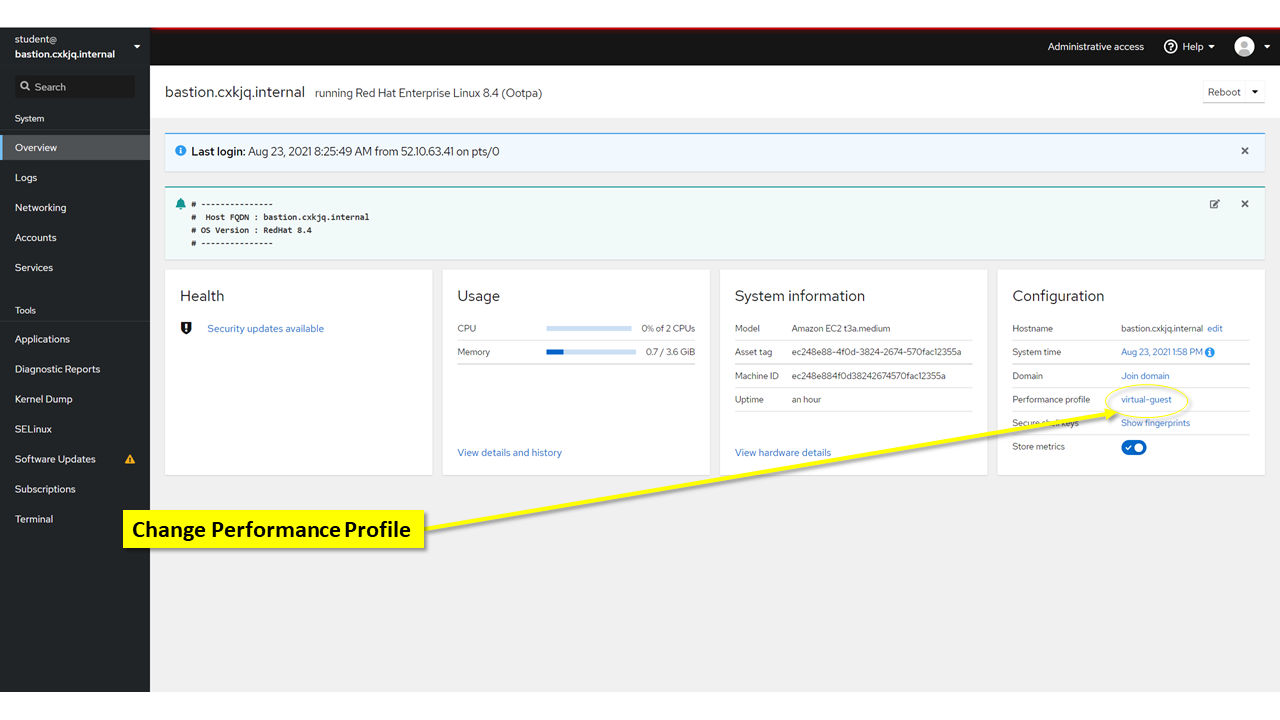 student@
bastion.cxkjq.internal
Administrative access
Help
Search
System
Overview
Logs
Networking
Accounts
Services
Tools
Applications
Diagnostic Reports
Kernel Dump
SELinux
Software Updates
Subscriptions
Terminal
bastion.cxkjq.internal running Red Hat Enterprise Linux 8.4 (Ootpa)
Reboot
Last login: Aug 23, 2021 8:25:49 AM from 52.10.63.41 on pts/0
# ---------------
# Host FQDN : bastion.cxkjq.internal
# OS Version : RedHat 8.4
# ---------------
Health
Security updates available
Usage
CPU 0% of 2 CPUs
Memory 0.7 / 3.6 GiB
View details and history
System information
Model Amazon EC2 t3a.medium
Asset tag ec248e88-4f0d-3824-2674-570fac12355a
Machine ID ec248e884f0d38242674570fac12355a
Uptime an hour
View hardware details
Configuration
Hostname bastion.cxkjq.internal edit
System time Aug 23, 2021 1:58 PM
Domain Join domain
Performance profile virtual-guest
Secure shell keys Show fingerprints
Store metrics
Change Performance Profile